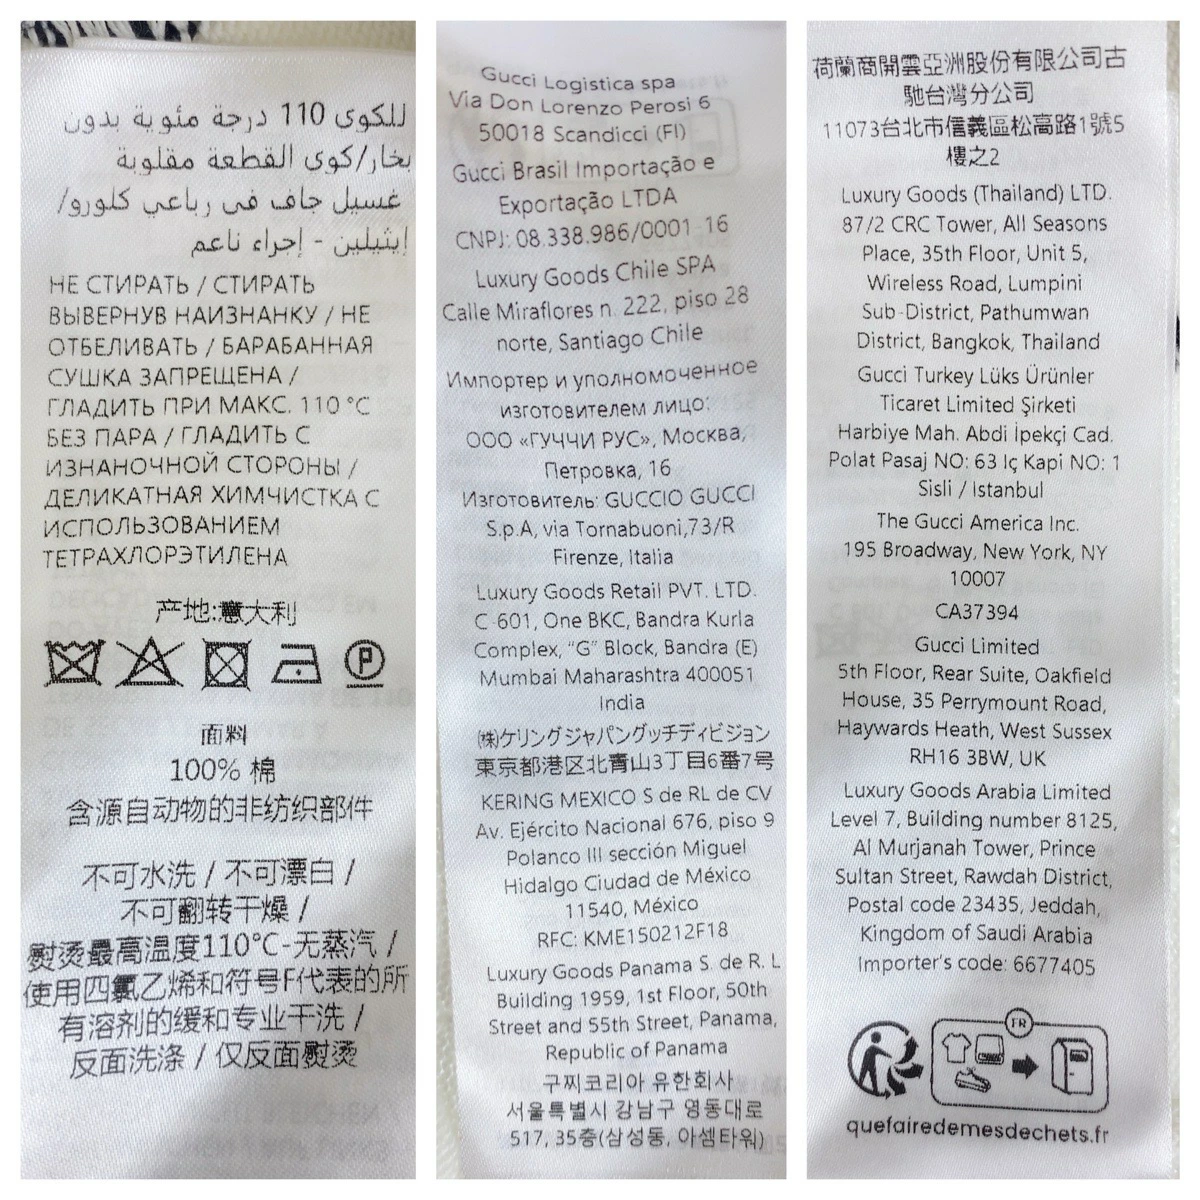 للكوى 110 درجة مئوية بدون
بخار/كوى القطعة مقلوبة
غسيل جاف فى رباعي كلورو/
إيثيلين - إجراء ناعم
НЕ СТИРАТЬ / СТИРАТЬ
ВЫВЕРНУВ НАИЗНАНКУ / НЕ
ОТБЕЛИВАТЬ / БАРАБАННАЯ
СУШКА ЗАПРЕЩЕНА /
ГЛАДИТЬ ПРИ МАКС. 110 °C
БЕЗ ПАРА / ГЛАДИТЬ С
ИЗНАНОЧНОЙ СТОРОНЫ /
ДЕЛИКАТНАЯ ХИМЧИСТКА С
ИСПОЛЬЗОВАНИЕМ
ТЕТРАХЛОРЭТИЛЕНА
产地:意大利
P
面料
100% 棉
含源自动物的非纺织部件
不可水洗 / 不可漂白 /
不可翻转干燥 /
熨烫最高温度110°C-无蒸汽 /
使用四氯乙烯和符号F代表的所
有溶剂的缓和专业干洗 /
反面洗涤 / 仅反面熨烫
Gucci Logistica spa
Via Don Lorenzo Perosi 6
50018 Scandicci (FI)
Gucci Brasil Importação e
Exportação LTDA
CNPJ: 08.338.986/0001 16
Luxury Goods Chile SPA
Calle Miraflores n. 222, piso 28
norte, Santiago Chile
Импортер и уполномоченное
изготовителем лицо:
ООО «ГУЧЧИ РУС», Москва,
Петровка, 16
Изготовитель: GUCCIO GUCCI
S.p.A, via Tornabuoni,73/R
Firenze, Italia
Luxury Goods Retail PVT. LTD.
C-601, One BKC, Bandra Kurla
Complex, "G" Block, Bandra (E)
Mumbai Maharashtra 400051
India
㈱ケリングジャパングッチディビジョン
東京都港区北青山3丁目6番7号
KERING MEXICO S de RL de CV
Av. Ejército Nacional 676, piso 9
Polanco III sección Miguel
Hidalgo Ciudad de México
11540, México
RFC: KME150212F18
Luxury Goods Panama S. de R. L
Building 1959, 1st Floor, 50th
Street and 55th Street, Panama,
Republic of Panama
구찌코리아 유한회사
서울특별시 강남구 영동대로
517, 35층(삼성동, 아셈타워)
荷蘭商開雲亞洲股份有限公司古
馳台灣分公司
11073台北市信義區松高路1號5
樓之2
Luxury Goods (Thailand) LTD.
87/2 CRC Tower, All Seasons
Place, 35th Floor, Unit 5,
Wireless Road, Lumpini
Sub-District, Pathumwan
District, Bangkok, Thailand
Gucci Turkey Lüks Ürünler
Ticaret Limited Şirketi
Harbiye Mah. Abdi İpekçi Cad.
Polat Pasaj NO: 63 Iç Kapi NO: 1
Sisli / Istanbul
The Gucci America Inc.
195 Broadway, New York, NY
10007
CA37394
Gucci Limited
5th Floor, Rear Suite, Oakfield
House, 35 Perrymount Road,
Haywards Heath, West Sussex
RH16 3BW, UK
Luxury Goods Arabia Limited
Level 7, Building number 8125,
Al Murjanah Tower, Prince
Sultan Street, Rawdah District,
Postal code 23435, Jeddah,
Kingdom of Saudi Arabia
Importer's code: 6677405
FR
quefairedemesdechets.fr